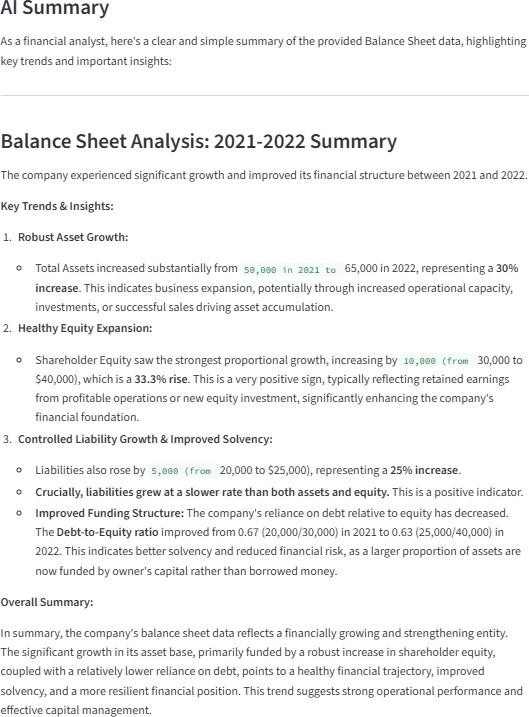 AI Summary
As a financial analyst, here's a clear and simple summary of the provided Balance Sheet data, highlighting
key trends and important insights:
Balance Sheet Analysis: 2021-2022 Summary
The company experienced significant growth and improved its financial structure between 2021 and 2022.
Key Trends & Insights:
1. Robust Asset Growth:
Total Assets increased substantially from 50,000 in 2021 to 65,000 in 2022, representing a 30%
increase. This indicates business expansion, potentially through increased operational capacity,
investments, or successful sales driving asset accumulation.
2. Healthy Equity Expansion:
Shareholder Equity saw the strongest proportional growth, increasing by 10,000 (from 30,000 to
$40,000), which is a 33.3% rise. This is a very positive sign, typically reflecting retained earnings
from profitable operations or new equity investment, significantly enhancing the company's
financial foundation.
3. Controlled Liability Growth & Improved Solvency:
Liabilities also rose by 5,000 (from 20,000 to $25,000), representing a 25% increase.
Crucially, liabilities grew at a slower rate than both assets and equity. This is a positive indicator.
Improved Funding Structure: The company's reliance on debt relative to equity has decreased.
The Debt-to-Equity ratio improved from 0.67 (20,000/30,000) in 2021 to 0.63 (25,000/40,000) in
2022. This indicates better solvency and reduced financial risk, as a larger proportion of assets are
now funded by owner's capital rather than borrowed money.
Overall Summary:
In summary, the company's balance sheet data reflects a financially growing and strengthening entity.
The significant growth in its asset base, primarily funded by a robust increase in shareholder equity,
coupled with a relatively lower reliance on debt, points to a healthy financial trajectory, improved
solvency, and a more resilient financial position. This trend suggests strong operational performance and
effective capital management.